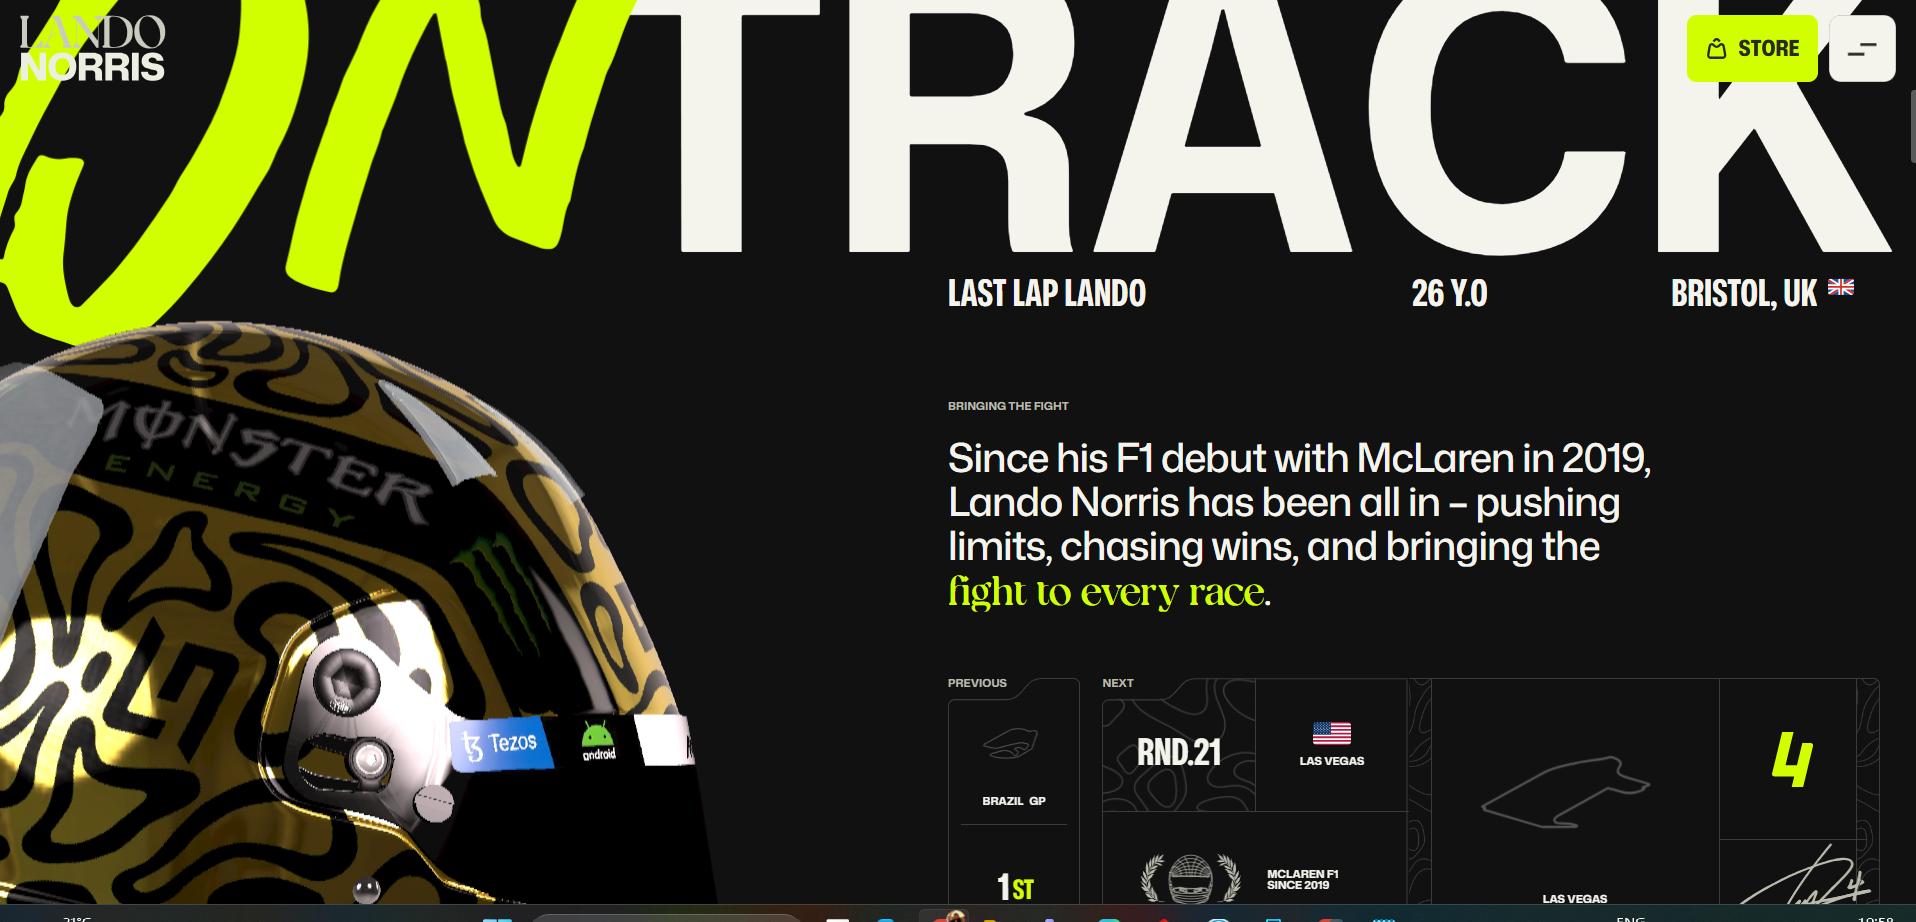 LANDO
NORRIS
ON TRACK
STORE
LAST LAP LANDO
26 Y.O
BRISTOL, UK
BRINGING THE FIGHT
Since his F1 debut with McLaren in 2019,
Lando Norris has been all in – pushing
limits, chasing wins, and bringing the
fight to every race.
MONSTER
ENERGY
Tezos
android
PREVIOUS
BRAZIL GP
1ST
NEXT
RND.21
LAS VEGAS
MCLAREN F1
SINCE 2019
LAS VEGAS
4
ENG